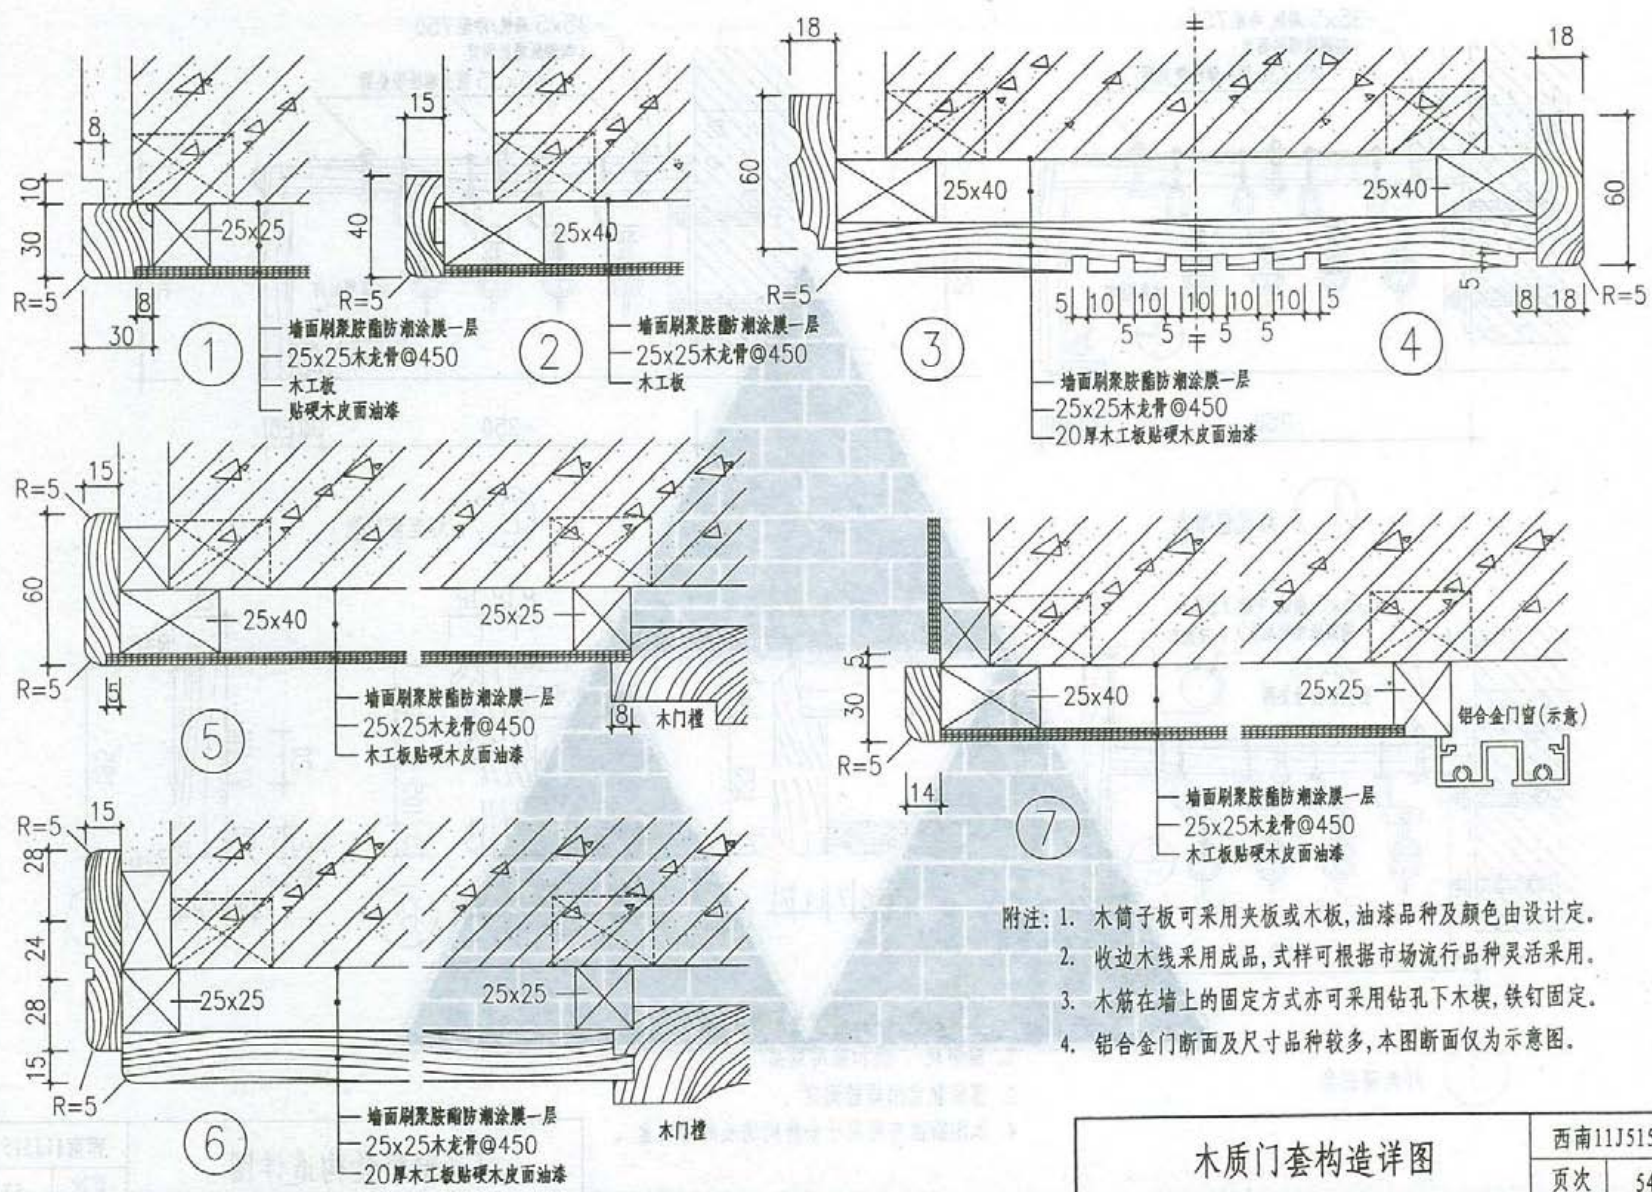 18
18
15
8
10
30
25x25
R=5
8
30
1
墙面刷聚胺酯防潮涂膜一层
25x25木龙骨@450
木工板
贴硬木皮面油漆
40
25x40
R=5
2
墙面刷聚胺酯防潮涂膜一层
25x25木龙骨@450
木工板
60
25x40
25x40
60
R=5
5 10 10 10 10 10 5
5 5 5 5
5
8 18
R=5
3
4
墙面刷聚胺酯防潮涂膜一层
25x25木龙骨@450
20厚木工板贴硬木皮面油漆
R=5
15
60
25x40
25x25
R=5
5
8
木门樘
5
墙面刷聚胺酯防潮涂膜一层
25x25木龙骨@450
木工板贴硬木皮面油漆
5
30
25x40
25x25
铝合金门窗(示意)
R=5
14
7
墙面刷聚胺酯防潮涂膜一层
25x25木龙骨@450
木工板贴硬木皮面油漆
R=5
15
28
24
28
15
25x25
25x25
R=5
木门樘
6
墙面刷聚胺酯防潮涂膜一层
25x25木龙骨@450
20厚木工板贴硬木皮面油漆
附注: 1. 木筒子板可采用夹板或木板,油漆品种及颜色由设计定。
2. 收边木线采用成品,式样可根据市场流行品种灵活采用。
3. 木筋在墙上的固定方式亦可采用钻孔下木楔,铁钉固定。
4. 铝合金门断面及尺寸品种较多,本图断面仅为示意图。
木质门套构造详图
西南11J515
页次